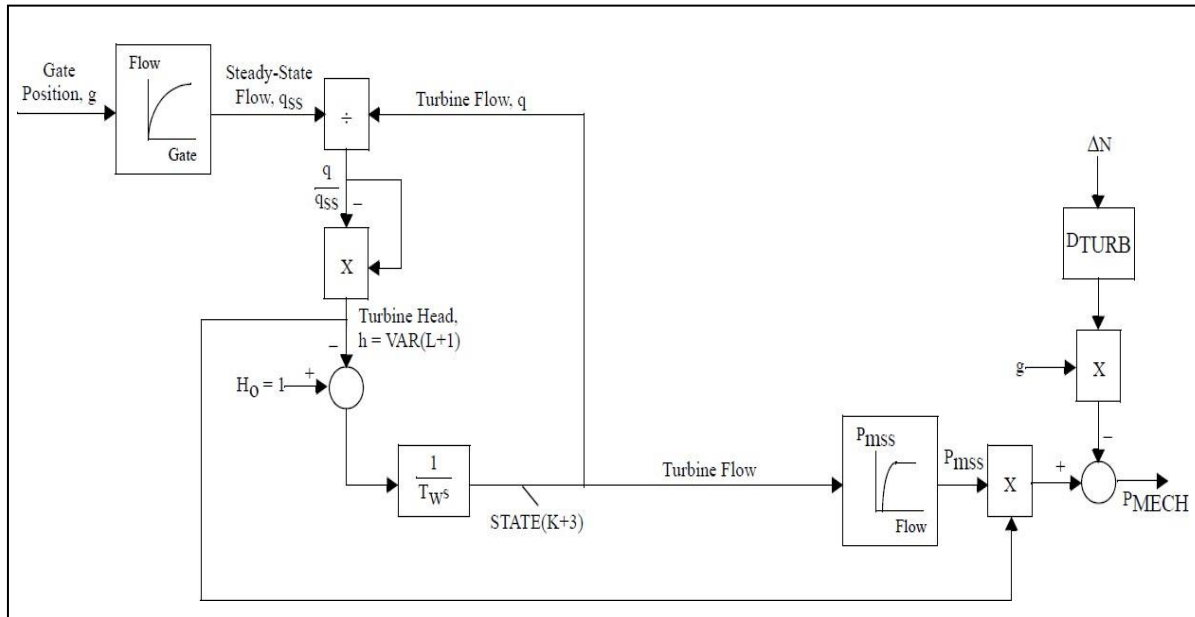 Gate
Position, g
Flow
Gate
Steady-State
Flow, qss
÷
Turbine Flow, q
q
qss
–
X
Turbine Head,
h = VAR(L+1)
–
Ho = 1
+
1
Tws
STATE(K+3)
Turbine Flow
Pmss
Flow
Pmss
X
+
ΔN
DTURB
g
X
–
PMECH